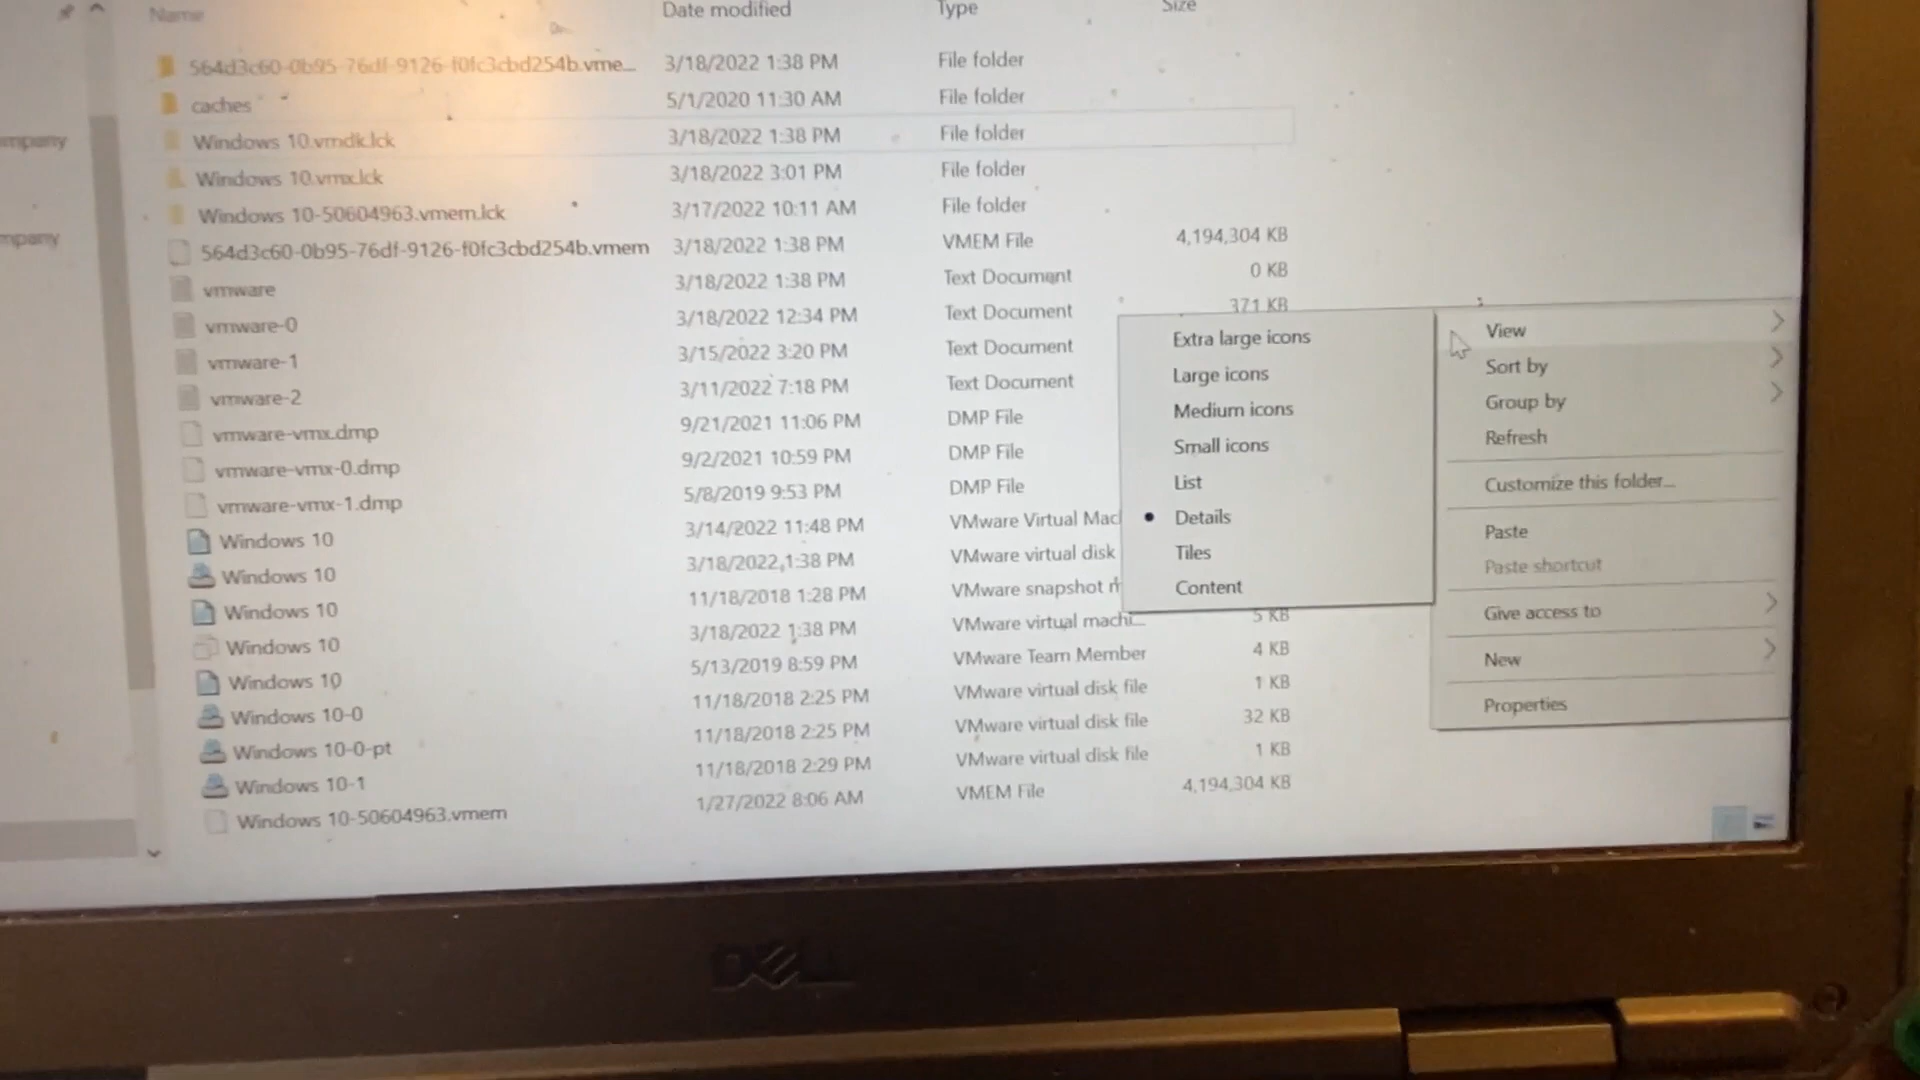 Name Date modified Type Size
564d3c60-0b95-76df-9126-f0fc3cbd254b.vme... 3/18/2022 1:38 PM File folder
caches 5/1/2020 11:30 AM File folder
Windows 10.vmdk.lck 3/18/2022 1:38 PM File folder
Windows 10.vmx.lck 3/18/2022 3:01 PM File folder
Windows 10-50604963.vmem.lck 3/17/2022 10:11 AM File folder
564d3c60-0b95-76df-9126-f0fc3cbd254b.vmem 3/18/2022 1:38 PM VMEM File 4,194,304 KB
vmware 3/18/2022 1:38 PM Text Document 0 KB
vmware-0 3/18/2022 12:34 PM Text Document 371 KB
vmware-1 3/15/2022 3:20 PM Text Document
vmware-2 3/11/2022 7:18 PM Text Document
vmware-vmx.dmp 9/21/2021 11:06 PM DMP File
vmware-vmx-0.dmp 9/2/2021 10:59 PM DMP File
vmware-vmx-1.dmp 5/8/2019 9:53 PM DMP File
Windows 10 3/14/2022 11:48 PM VMware Virtual Mac
Windows 10 3/18/2022 1:38 PM VMware virtual disk
Windows 10 11/18/2018 1:28 PM VMware snapshot
Windows 10 3/18/2022 1:38 PM VMware virtual machi... 5 KB
Windows 10 5/13/2019 8:59 PM VMware Team Member 4 KB
Windows 10-0 11/18/2018 2:25 PM VMware virtual disk file 1 KB
Windows 10-0-pt 11/18/2018 2:25 PM VMware virtual disk file 32 KB
Windows 10-1 11/18/2018 2:29 PM VMware virtual disk file 1 KB
Windows 10-50604963.vmem 1/27/2022 8:06 AM VMEM File 4,194,304 KB
mpany
mpany
Extra large icons
Large icons
Medium icons
Small icons
List
Details
Tiles
Content
View
Sort by
Group by
Refresh
Customize this folder...
Paste
Paste shortcut
Give access to
New
Properties
DELL